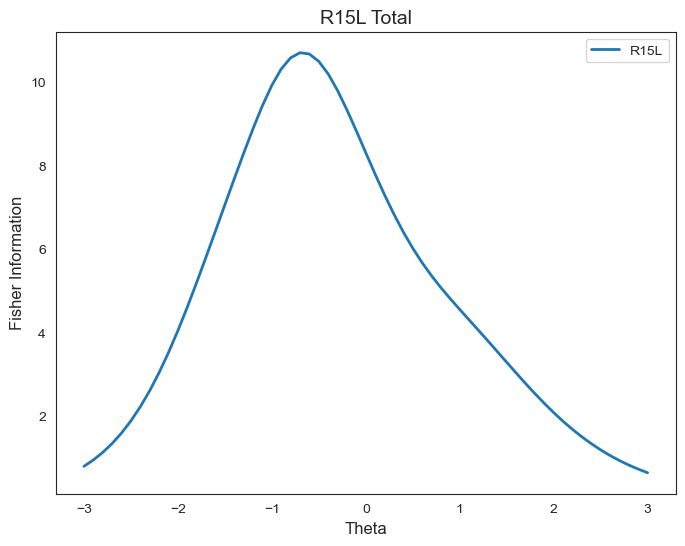 R15L Total
R15L
Fisher Information
10
8
6
4
2
−3 −2 −1 0 1 2 3
Theta